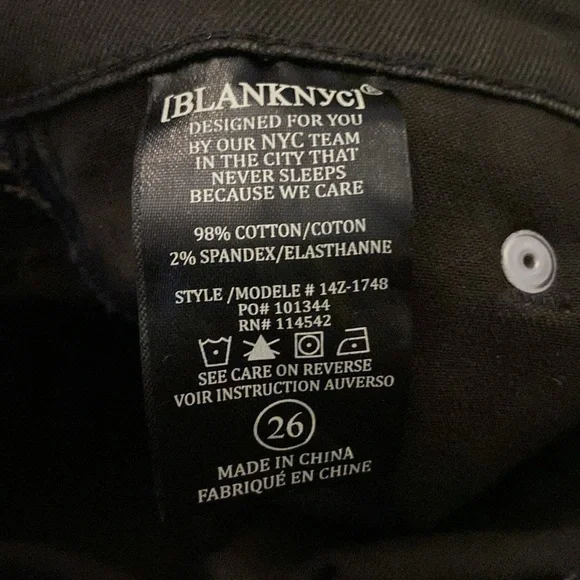 [BLANKNYC]®
DESIGNED FOR YOU
BY OUR NYC TEAM
IN THE CITY THAT
NEVER SLEEPS
BECAUSE WE CARE
98% COTTON/COTON
2% SPANDEX/ELASTHANNE
STYLE /MODELE # 14Z-1748
PO# 101344
RN# 114542
SEE CARE ON REVERSE
VOIR INSTRUCTION AUVERSO
26
MADE IN CHINA
FABRIQUÉ EN CHINE